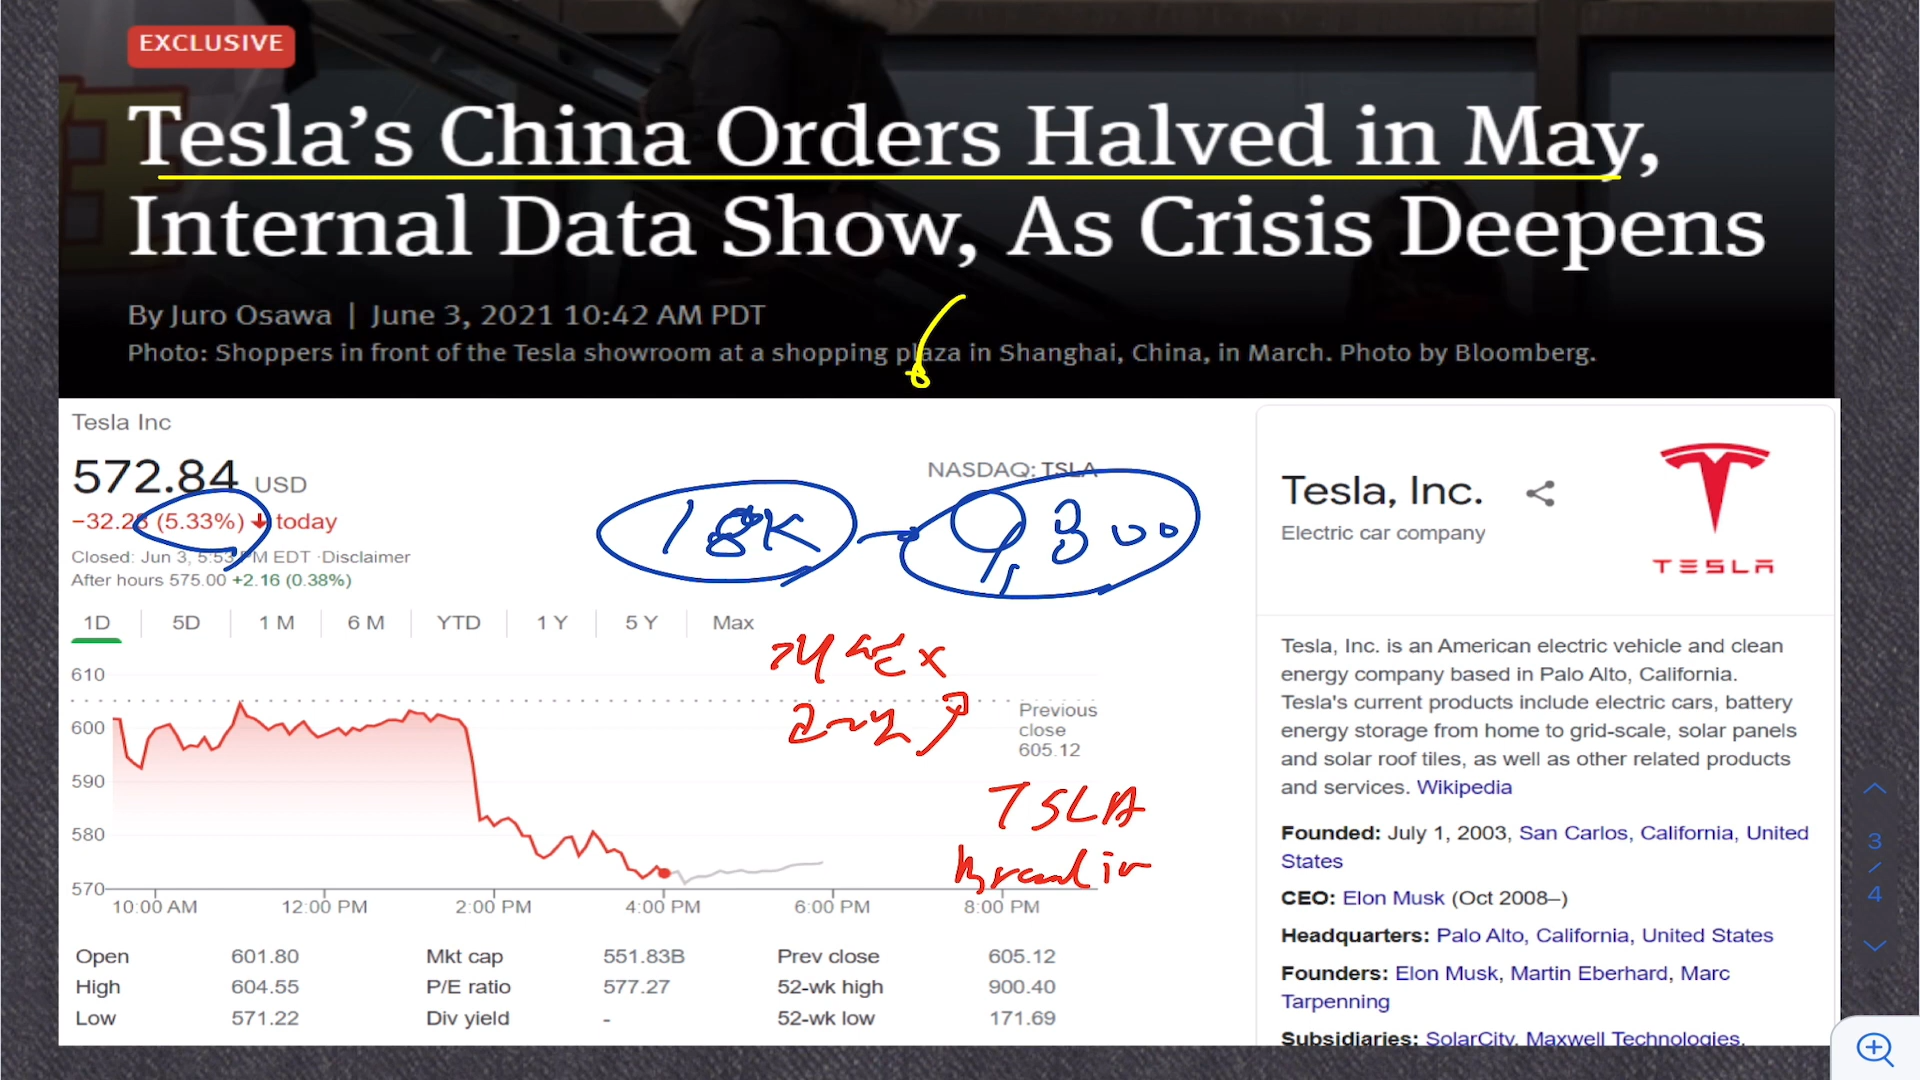 EXCLUSIVE
Tesla's China Orders Halved in May,
Internal Data Show, As Crisis Deepens
By Juro Osawa | June 3, 2021 10:42 AM PDT
Photo: Shoppers in front of the Tesla showroom at a shopping plaza in Shanghai, China, in March. Photo by Bloomberg.
Tesla Inc
572.84 USD
NASDAQ: TSLA
−32.28 (5.33%) today
Closed: Jun 3, 5:53 PM EDT · Disclaimer
After hours 575.00 +2.16 (0.38%)
18K
9,800
1D 5D 1 M 6 M YTD 1 Y 5 Y Max
610
600
590
580
570
Previous
close
605.12
TSLA
10:00 AM 12:00 PM 2:00 PM 4:00 PM 6:00 PM 8:00 PM
Open 601.80 Mkt cap 551.83B Prev close 605.12
High 604.55 P/E ratio 577.27 52-wk high 900.40
Low 571.22 Div yield - 52-wk low 171.69
Tesla, Inc.
Electric car company
TESLA
Tesla, Inc. is an American electric vehicle and clean
energy company based in Palo Alto, California.
Tesla's current products include electric cars, battery
energy storage from home to grid-scale, solar panels
and solar roof tiles, as well as other related products
and services. Wikipedia
Founded: July 1, 2003, San Carlos, California, United
States
CEO: Elon Musk (Oct 2008–)
Headquarters: Palo Alto, California, United States
Founders: Elon Musk, Martin Eberhard, Marc
Tarpenning
Subsidiaries: SolarCity, Maxwell Technologies,
3
/
4